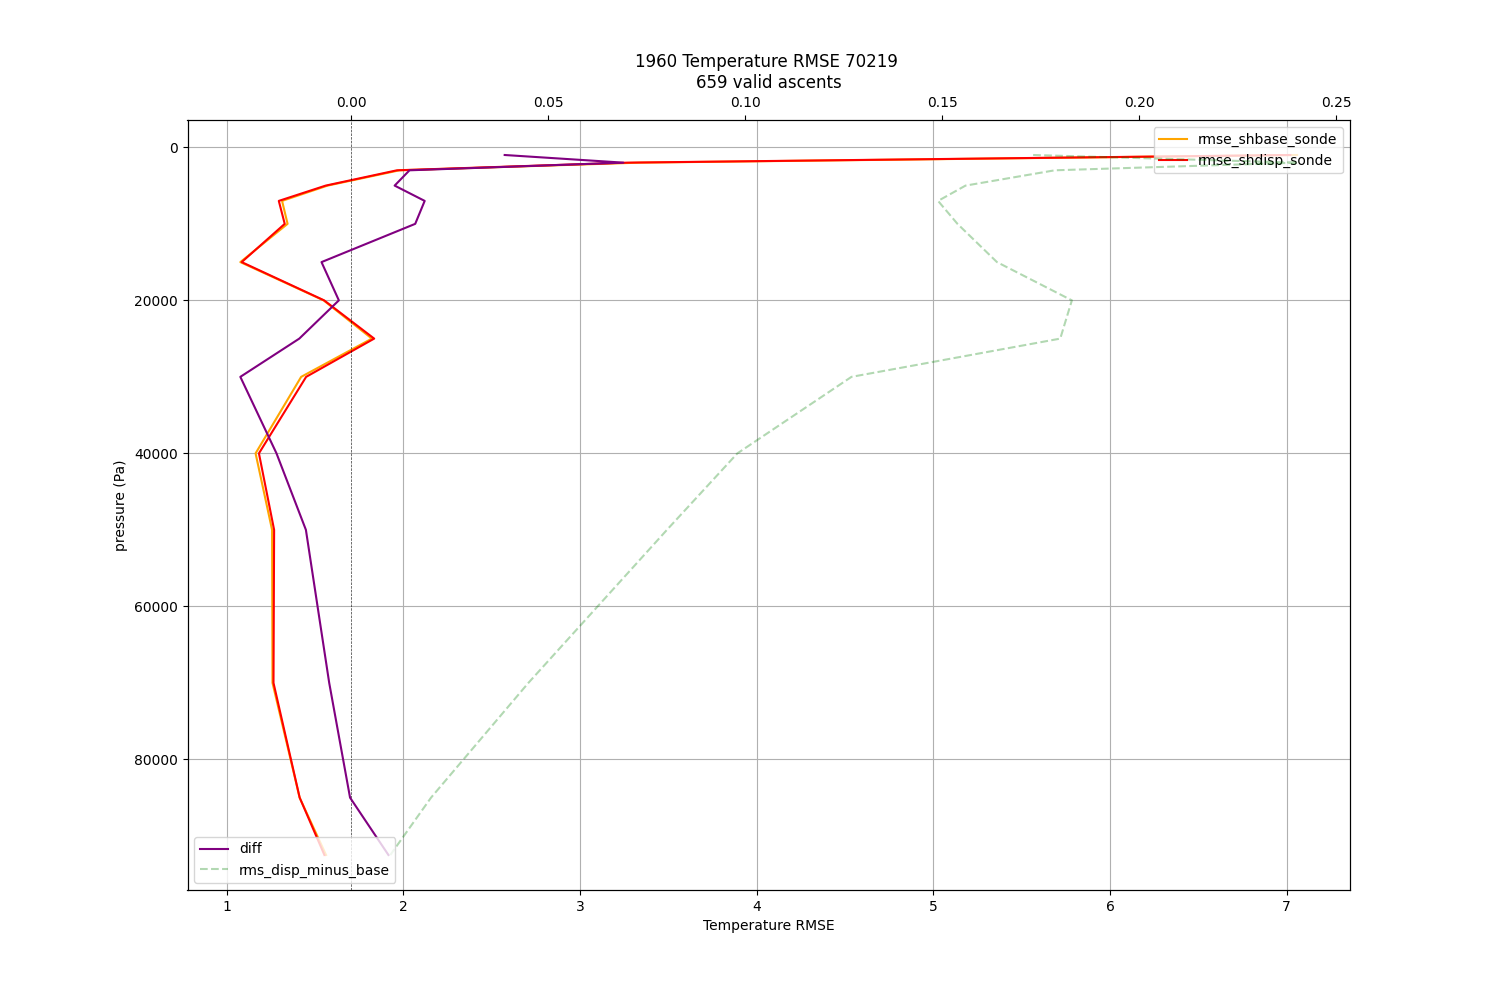 1960 Temperature RMSE 70219
659 valid ascents
0.00 0.05 0.10 0.15 0.20 0.25
rmse_shbase_sonde
rmse_shdisp_sonde
0
20000
40000
60000
80000
pressure (Pa)
diff
rms_disp_minus_base
1 2 3 4 5 6 7
Temperature RMSE